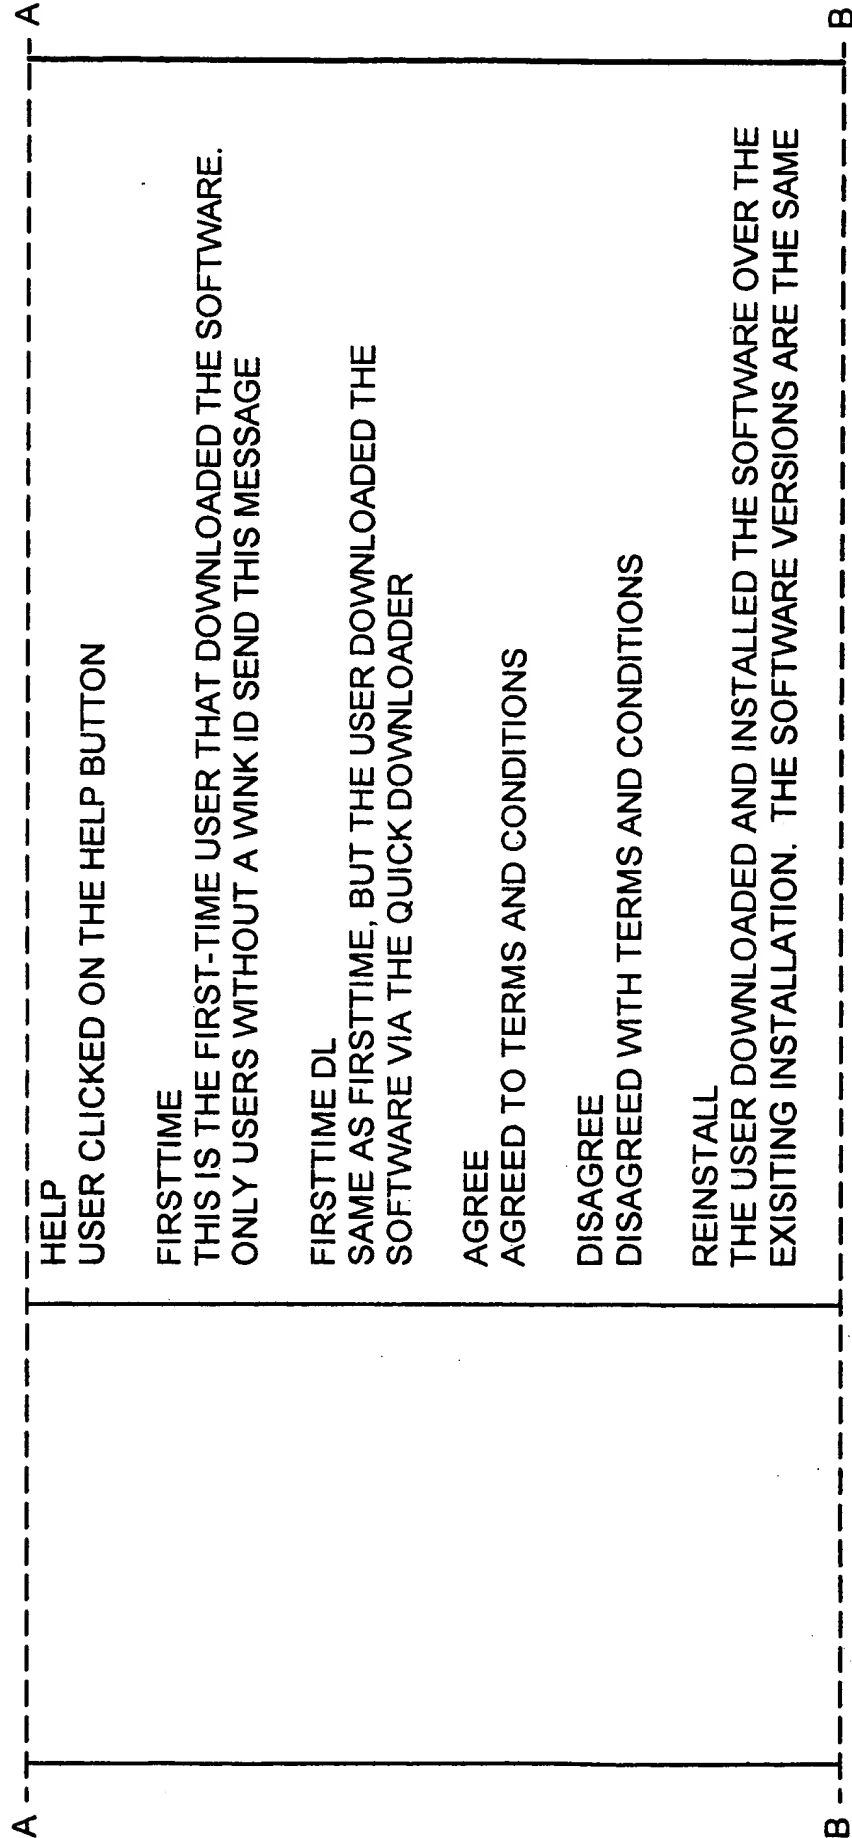 A A
HELP
USER CLICKED ON THE HELP BUTTON
FIRSTTIME
THIS IS THE FIRST-TIME USER THAT DOWNLOADED THE SOFTWARE.
ONLY USERS WITHOUT A WINK ID SEND THIS MESSAGE
FIRSTTIME DL
SAME AS FIRSTTIME, BUT THE USER DOWNLOADED THE
SOFTWARE VIA THE QUICK DOWNLOADER
AGREE
AGREED TO TERMS AND CONDITIONS
DISAGREE
DISAGREED WITH TERMS AND CONDITIONS
REINSTALL
THE USER DOWNLOADED AND INSTALLED THE SOFTWARE OVER THE
EXISITING INSTALLATION. THE SOFTWARE VERSIONS ARE THE SAME
B B